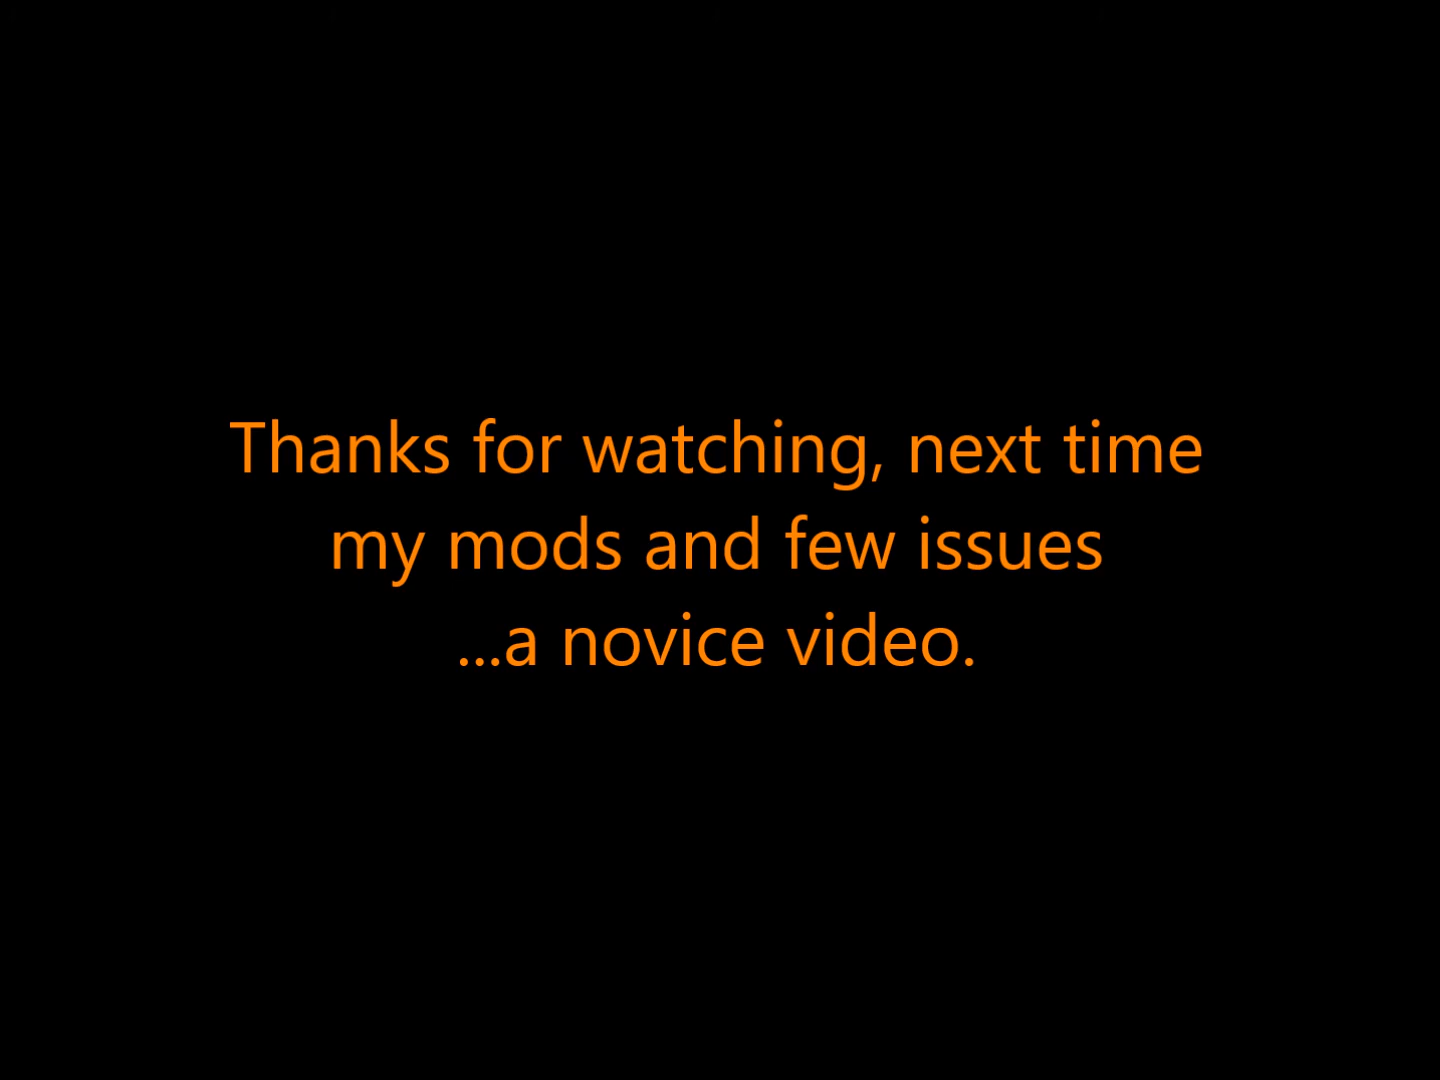 Thanks for watching, next time
my mods and few issues
...a novice video.